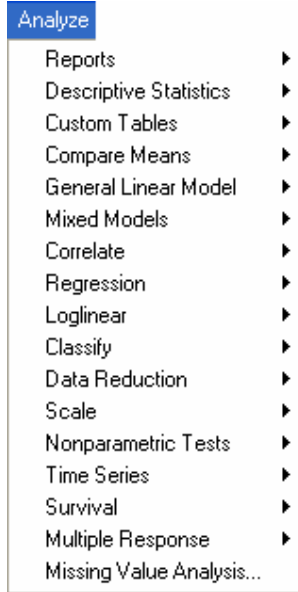 Analyze
Reports
Descriptive Statistics
Custom Tables
Compare Means
General Linear Model
Mixed Models
Correlate
Regression
Loglinear
Classify
Data Reduction
Scale
Nonparametric Tests
Time Series
Survival
Multiple Response
Missing Value Analysis...